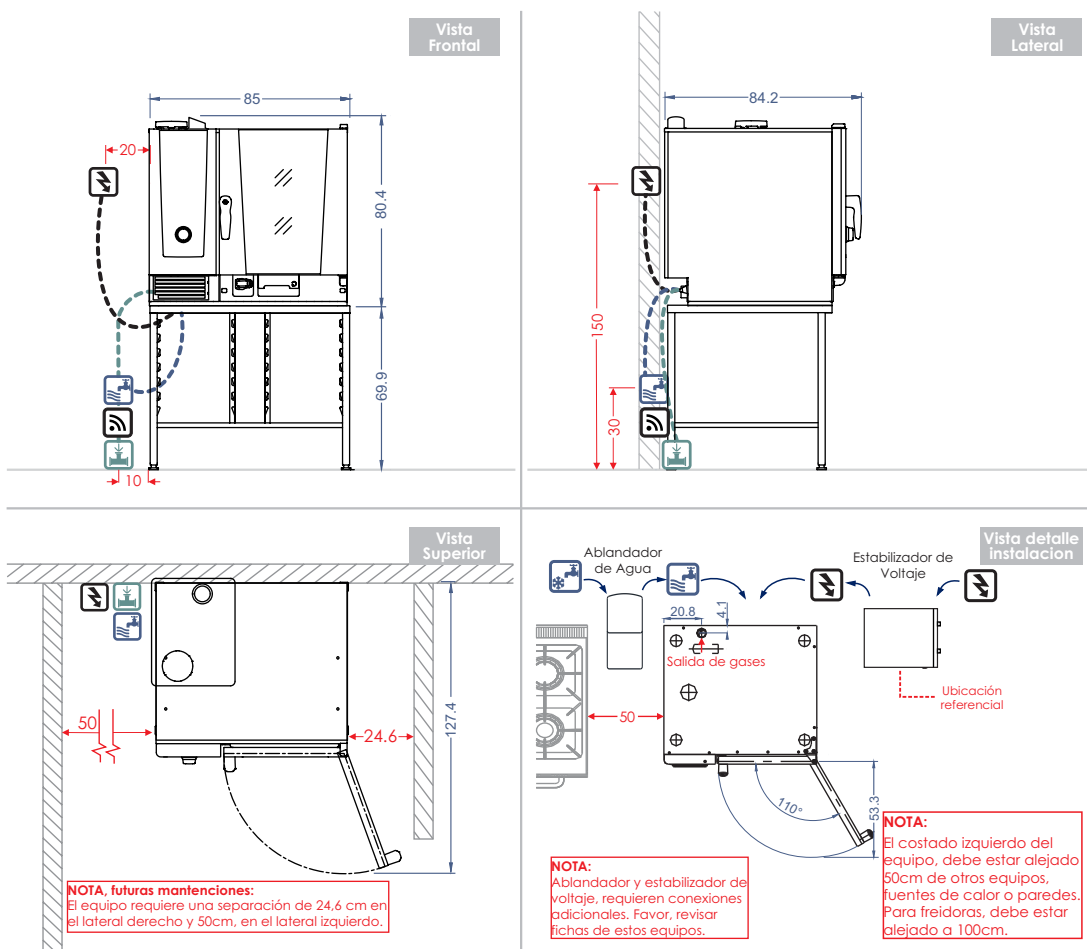 Vista
Frontal
85
20
80.4
69.9
10
Vista
Lateral
84.2
150
30
Vista
Superior
50
24.6
127.4
NOTA, futuras mantenciones:
El equipo requiere una separación de 24,6 cm en
el lateral derecho y 50cm, en el lateral izquierdo.
Vista detalle
instalacion
Ablandador
de Agua
Estabilizador de
Voltaje
20.8
4.1
Salida de gases
Ubicación
referencial
50
110°
53.3
NOTA:
Ablandador y estabilizador de
voltaje, requieren conexiones
adicionales. Favor, revisar
fichas de estos equipos.
NOTA:
El costado izquierdo del
equipo, debe estar alejado
50cm de otros equipos,
fuentes de calor o paredes.
Para freidoras, debe estar
alejado a 100cm.